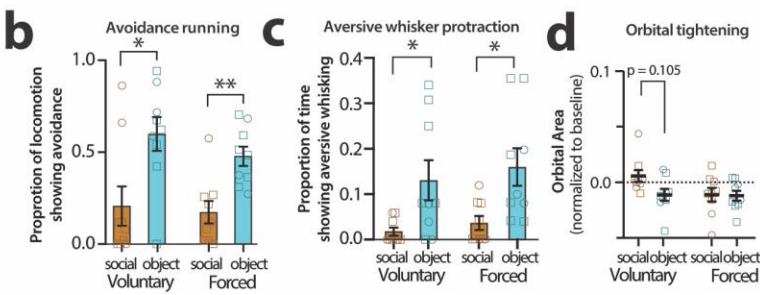 b
Avoidance running
Proprotion of locomotion
showing avoidance
1.0
0.5
0.0
*
**
social object social object
Voluntary Forced
c
Aversive whisker protraction
Proportion of time
showing aversive whisking
0.4
0.3
0.2
0.1
0.0
*
*
social object social object
Voluntary Forced
d
Orbital tightening
Orbital Area
(normalized to baseline)
0.1
0.0
p = 0.105
social object social object
Voluntary Forced